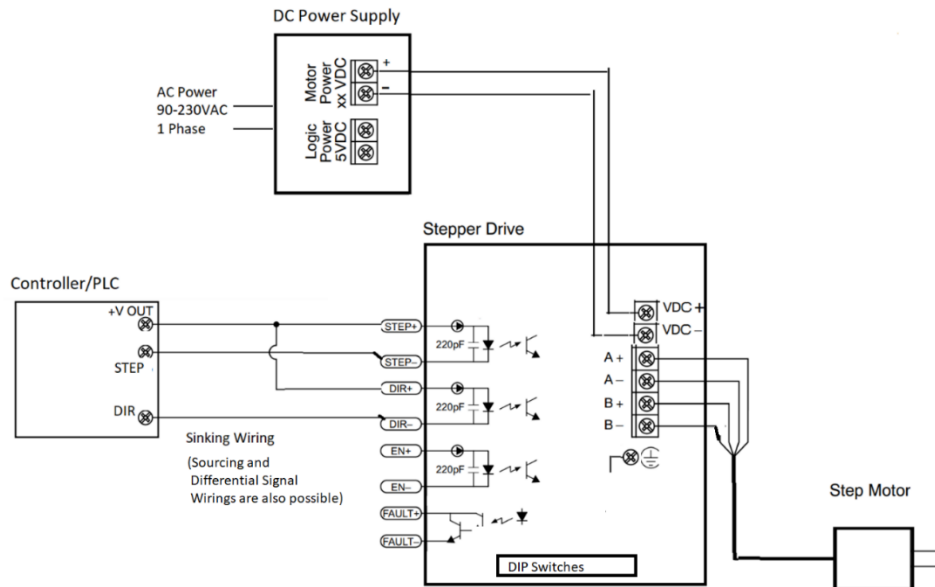 DC Power Supply
Motor
Power
xx VDC
+
-
Logic
Power
5VDC
AC Power
90-230VAC
1 Phase
Stepper Drive
Controller/PLC
+V OUT
STEP
DIR
Sinking Wiring
(Sourcing and
Differential Signal
Wirings are also possible)
STEP+
220pF
STEP–
DIR+
220pF
DIR–
EN+
220pF
EN–
FAULT+
FAULT–
VDC +
VDC –
A +
A –
B +
B –
DIP Switches
Step Motor